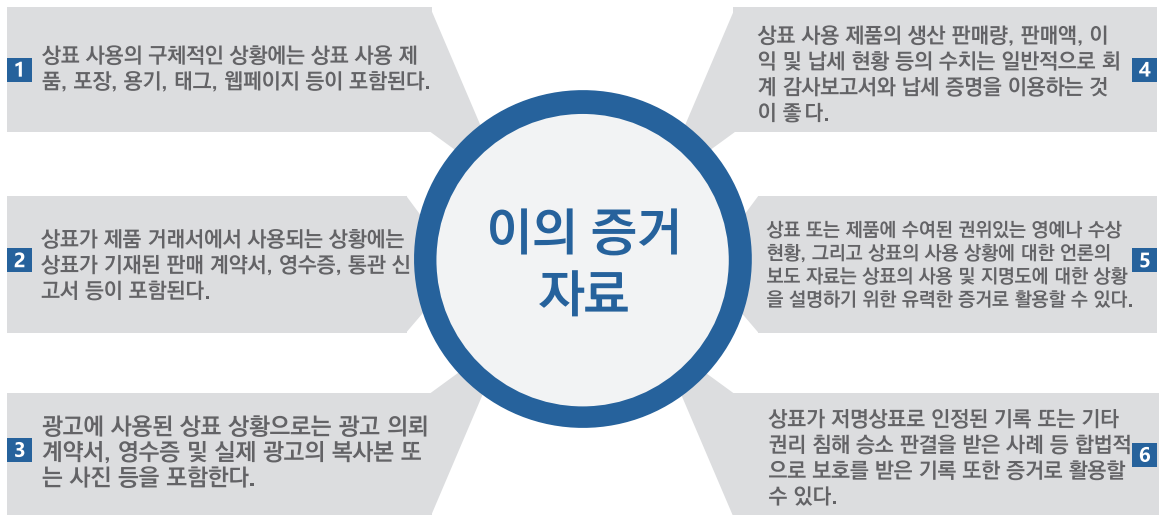 1
상표 사용의 구체적인 상황에는 상표 사용 제
품, 포장, 용기, 태그, 웹페이지 등이 포함된다.
2
상표가 제품 거래서에서 사용되는 상황에는
상표가 기재된 판매 계약서, 영수증, 통관 신
고서 등이 포함된다.
3
광고에 사용된 상표 상황으로는 광고 의뢰
계약서, 영수증 및 실제 광고의 복사본 또
는 사진 등을 포함한다.
이의 증거
자료
상표 사용 제품의 생산 판매량, 판매액, 이
익 및 납세 현황 등의 수치는 일반적으로 회
계 감사보고서와 납세 증명을 이용하는 것
이 좋다.
4
상표 또는 제품에 수여된 권위있는 영예나 수상
현황, 그리고 상표의 사용 상황에 대한 언론의
보도 자료는 상표의 사용 및 지명도에 대한 상황
을 설명하기 위한 유력한 증거로 활용할 수 있다.
5
상표가 저명상표로 인정된 기록 또는 기타
권리 침해 승소 판결을 받은 사례 등 합법적
으로 보호를 받은 기록 또한 증거로 활용할
수 있다.
6